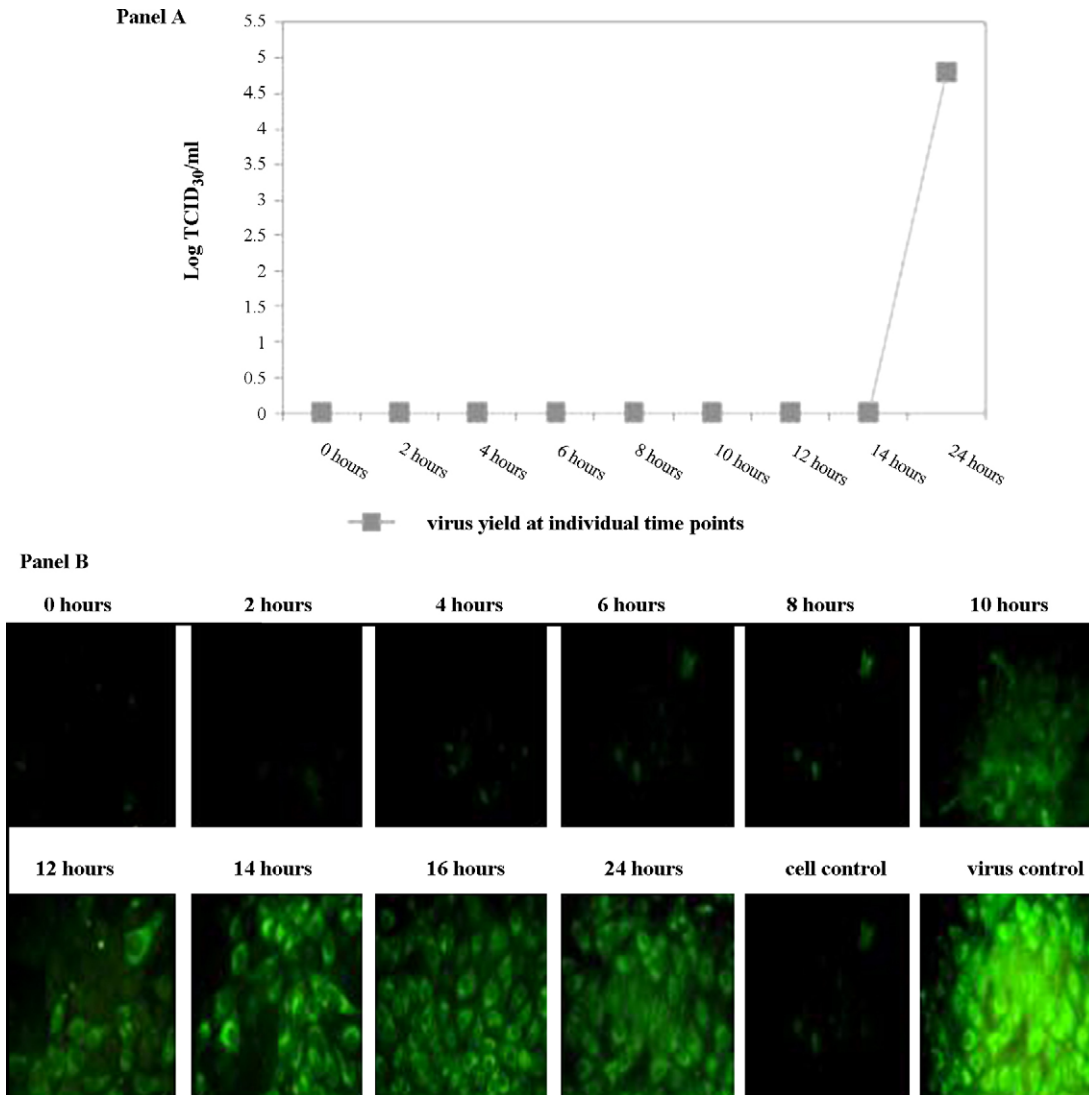 Panel A
5.5
5
4.5
4
3.5
3
2.5
2
1.5
1
0.5
0
Log TCID30/ml
0 hours 2 hours 4 hours 6 hours 8 hours 10 hours 12 hours 14 hours 24 hours
virus yield at individual time points
Panel B
0 hours 2 hours 4 hours 6 hours 8 hours 10 hours
12 hours 14 hours 16 hours 24 hours cell control virus control